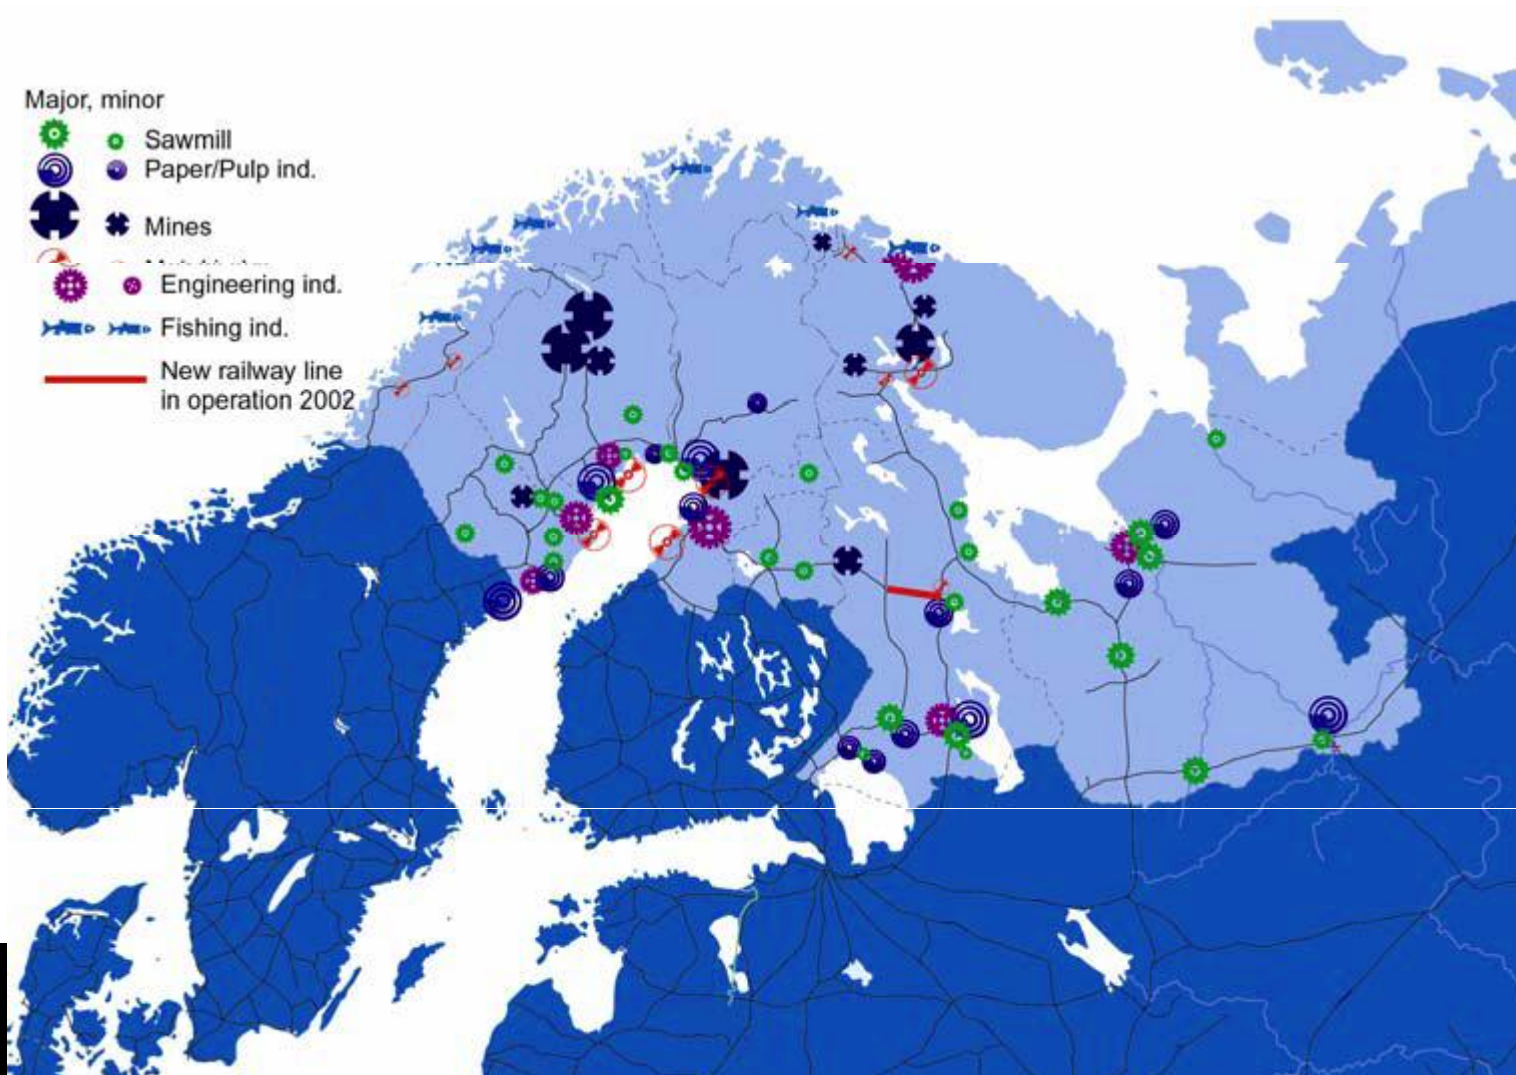 Major, minor
Sawmill
Paper/Pulp ind.
Mines
Engineering ind.
Fishing ind.
New railway line
in operation 2002